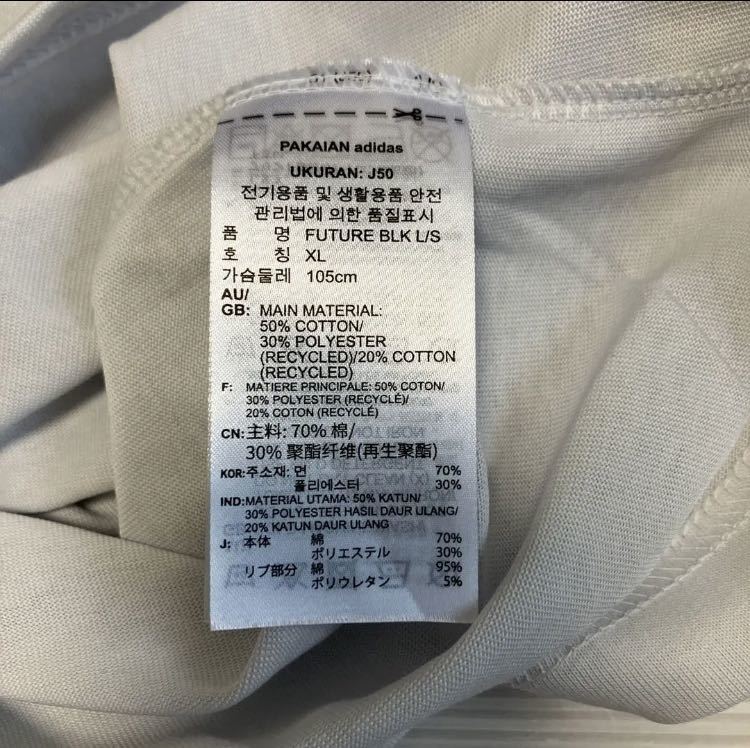 PAKAIAN adidas
UKURAN: J50
전기용품 및 생활용품 안전
관리법에 의한 품질표시
품 명 FUTURE BLK L/S
호 칭 XL
가슴둘레 105cm
AU/
GB: MAIN MATERIAL:
50% COTTON/
30% POLYESTER
(RECYCLED)/20% COTTON
(RECYCLED)
F: MATIERE PRINCIPALE: 50% COTON/
30% POLYESTER (RECYCLÉ)/
20% COTON (RECYCLÉ)
CN: 主料: 70% 棉/
30% 聚酯纤维(再生聚酯)
KOR: 주소재: 면 70%
폴리에스터 30%
IND: MATERIAL UTAMA: 50% KATUN/
30% POLYESTER HASIL DAUR ULANG/
20% KATUN DAUR ULANG
J: 本体 綿 70%
ポリエステル 30%
リブ部分 綿 95%
ポリウレタン 5%